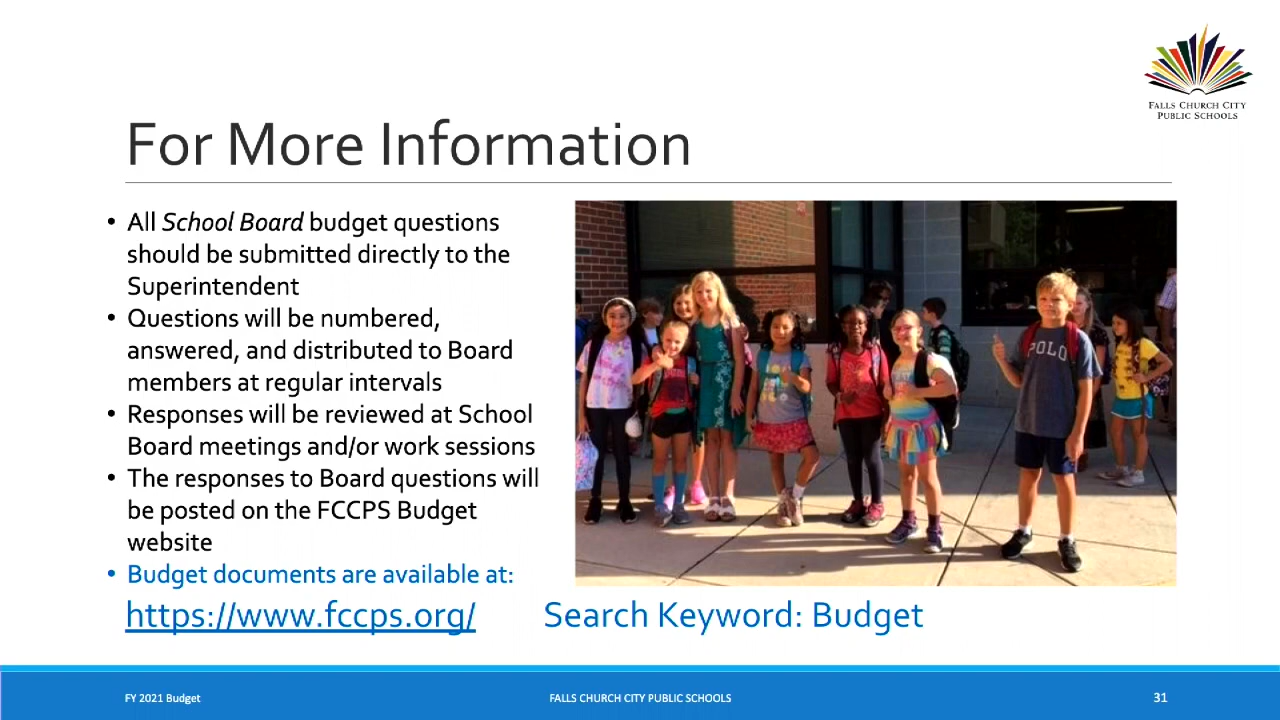 FALLS CHURCH CITY
PUBLIC SCHOOLS
For More Information
• All School Board budget questions
should be submitted directly to the
Superintendent
• Questions will be numbered,
answered, and distributed to Board
members at regular intervals
• Responses will be reviewed at School
Board meetings and/or work sessions
• The responses to Board questions will
be posted on the FCCPS Budget
website
• Budget documents are available at:
https://www.fccps.org/ Search Keyword: Budget
POLO
FY 2021 Budget FALLS CHURCH CITY PUBLIC SCHOOLS 31